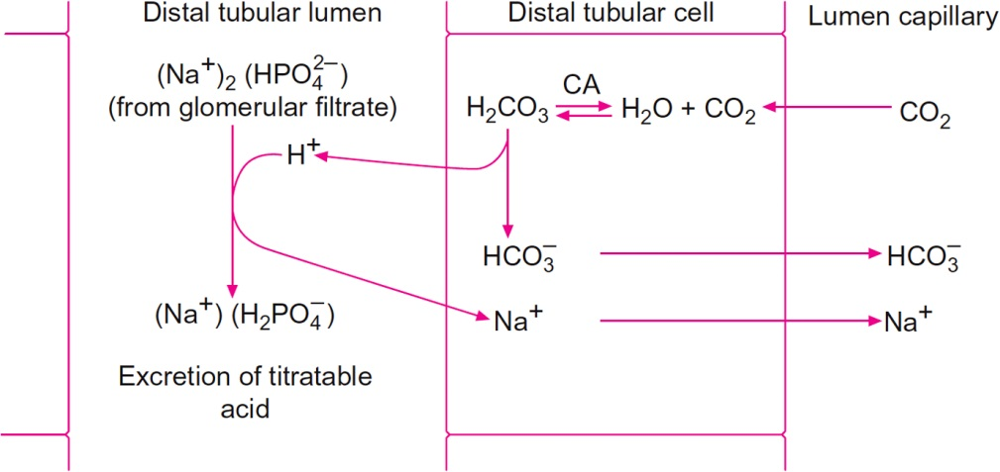 Distal tubular lumen
Distal tubular cell
Lumen capillary
(Na⁺)₂ (HPO₄²⁻)
(from glomerular filtrate)
H⁺
H₂CO₃
CA
H₂O + CO₂
CO₂
HCO₃⁻
HCO₃⁻
(Na⁺) (H₂PO₄⁻)
Na⁺
Na⁺
Excretion of titratable
acid